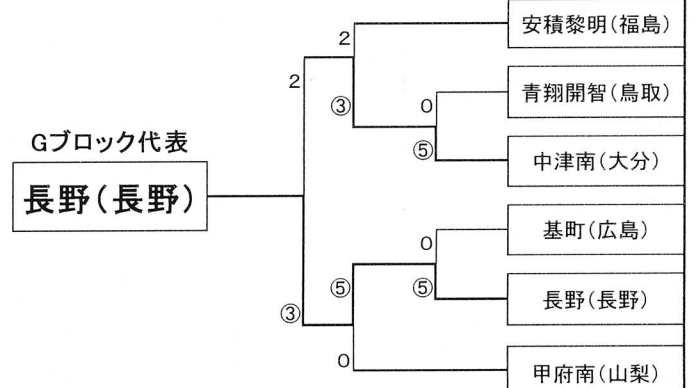 安積黎明(福島)
2
2
青翔開智(鳥取)
③
0
Gブロック代表
⑤
中津南(大分)
長野(長野)
基町(広島)
0
⑤
⑤
長野(長野)
③
0
甲府南(山梨)